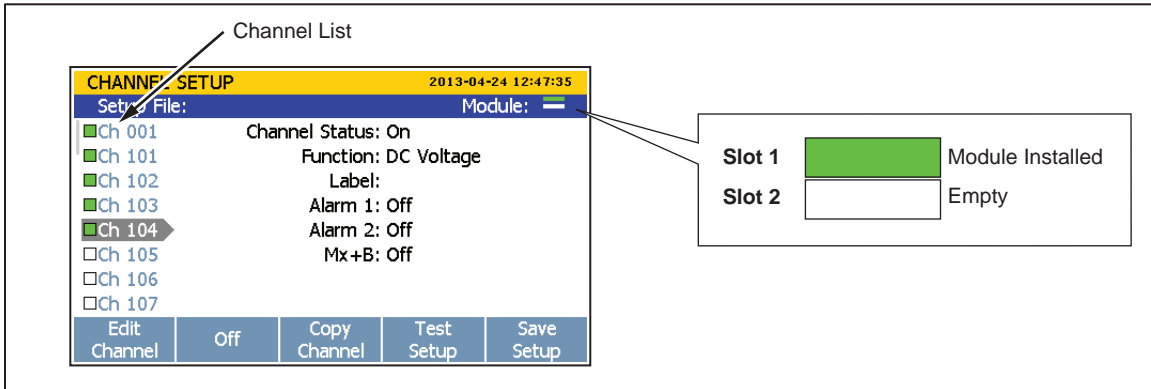 Channel List
CHANNEL SETUP 2013-04-24 12:47:35
Setup File: Module:
Ch 001 Channel Status: On
Ch 101 Function: DC Voltage
Ch 102 Label:
Ch 103 Alarm 1: Off
Ch 104 Alarm 2: Off
Ch 105 Mx+B: Off
Ch 106
Ch 107
Edit Channel Off Copy Channel Test Setup Save Setup
Slot 1 Module Installed
Slot 2 Empty